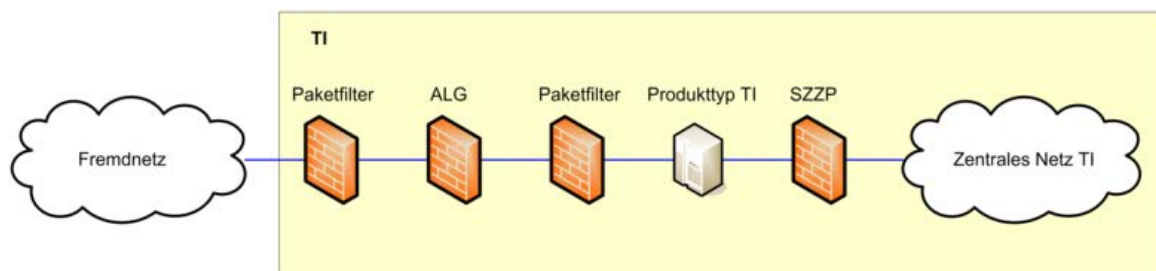 TI
Paketfilter
ALG
Paketfilter
Produkttyp TI
SZZP
Fremdnetz
Zentrales Netz TI